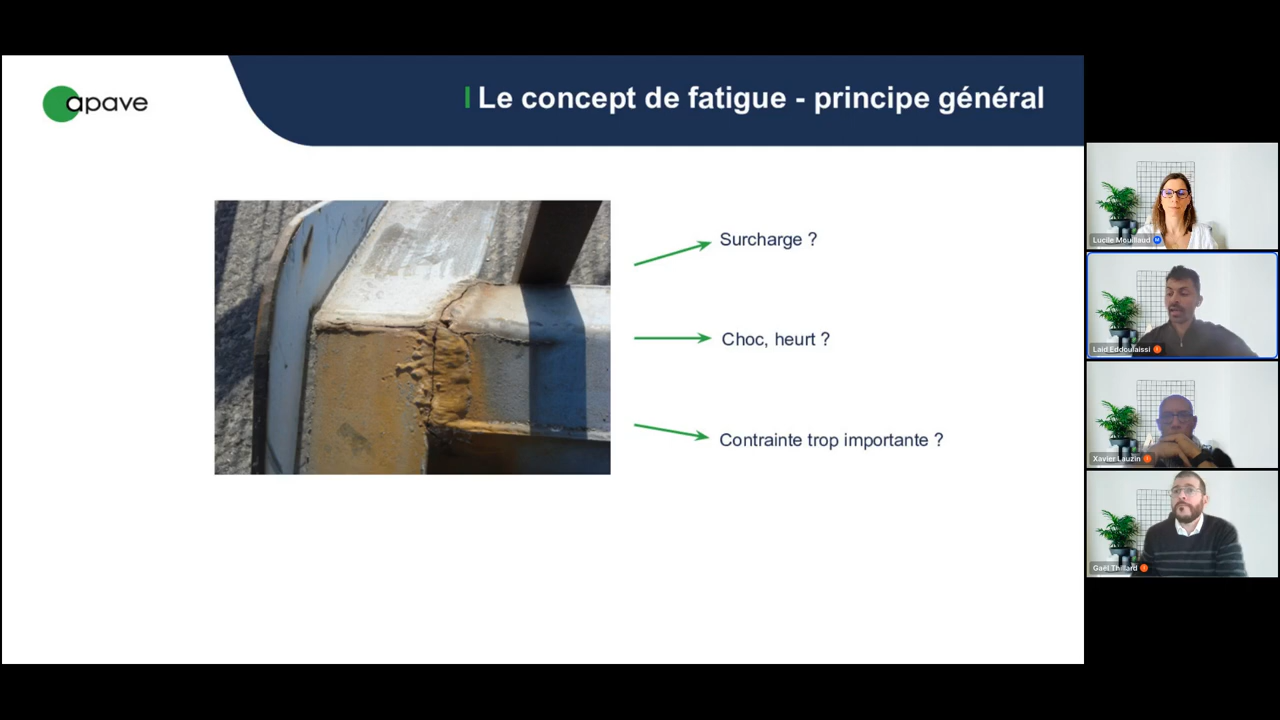 apave
Le concept de fatigue - principe général
Surcharge ?
Choc, heurt ?
Contrainte trop importante ?
Lucile Mouillaud
Laid Eddoulaissi
Xavier Lauzin
Gaël Thillard